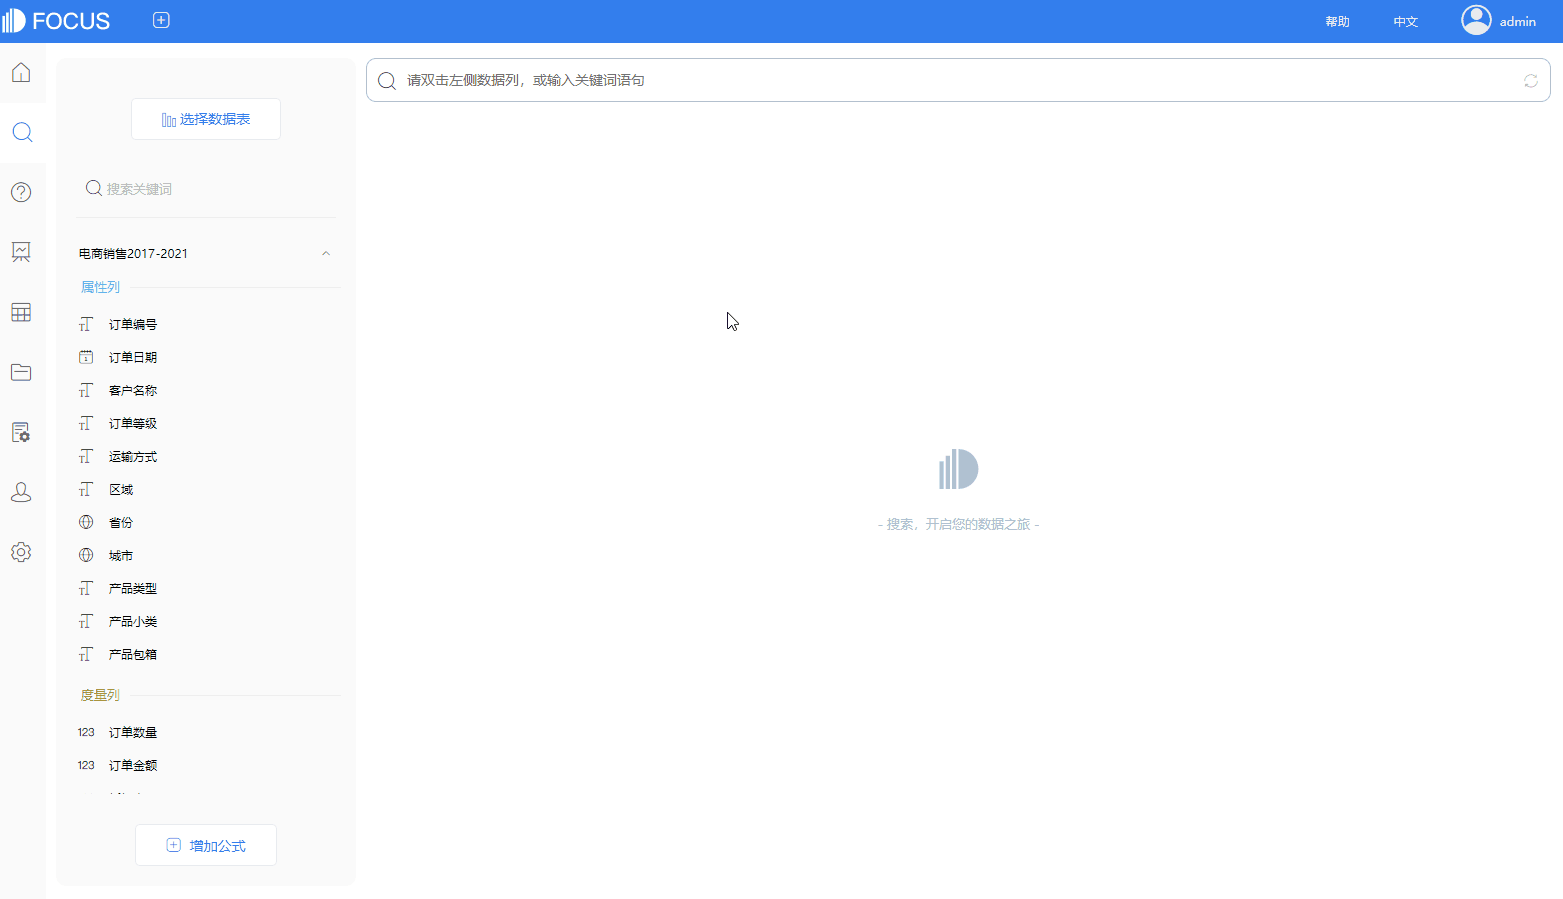 FOCUS
帮助
中文
admin
选择数据表
请双击左侧数据列，或输入关键词语句
搜索关键词
电商销售2017-2021
属性列
订单编号
订单日期
客户名称
订单等级
运输方式
区域
省份
城市
产品类型
产品小类
产品包箱
度量列
123 订单数量
123 订单金额
增加公式
- 搜索，开启您的数据之旅 -